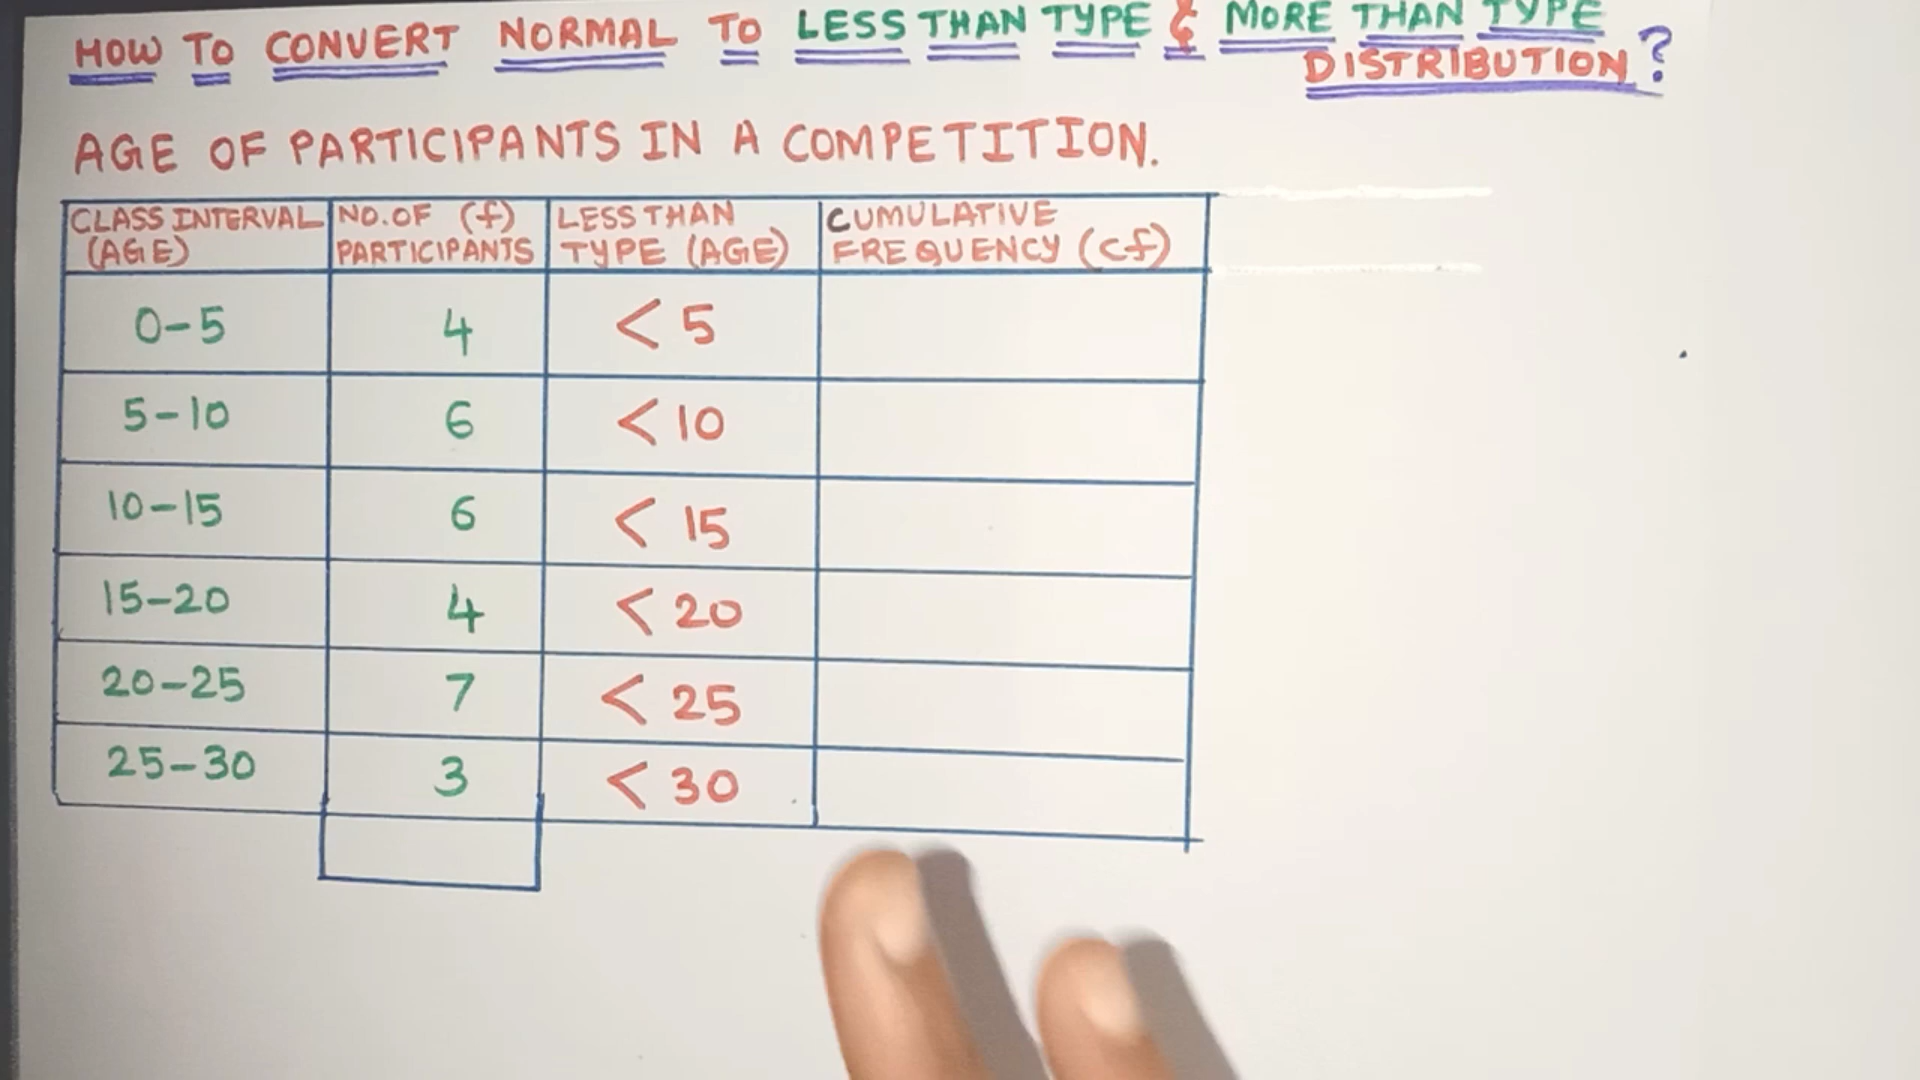 HOW TO CONVERT NORMAL TO LESS THAN TYPE & MORE THAN TYPE
DISTRIBUTION?
AGE OF PARTICIPANTS IN A COMPETITION.
CLASS INTERVAL (AGE) NO. OF (f) PARTICIPANTS LESS THAN TYPE (AGE) CUMULATIVE FREQUENCY (cf)
0-5 4 < 5
5-10 6 < 10
10-15 6 < 15
15-20 4 < 20
20-25 7 < 25
25-30 3 < 30